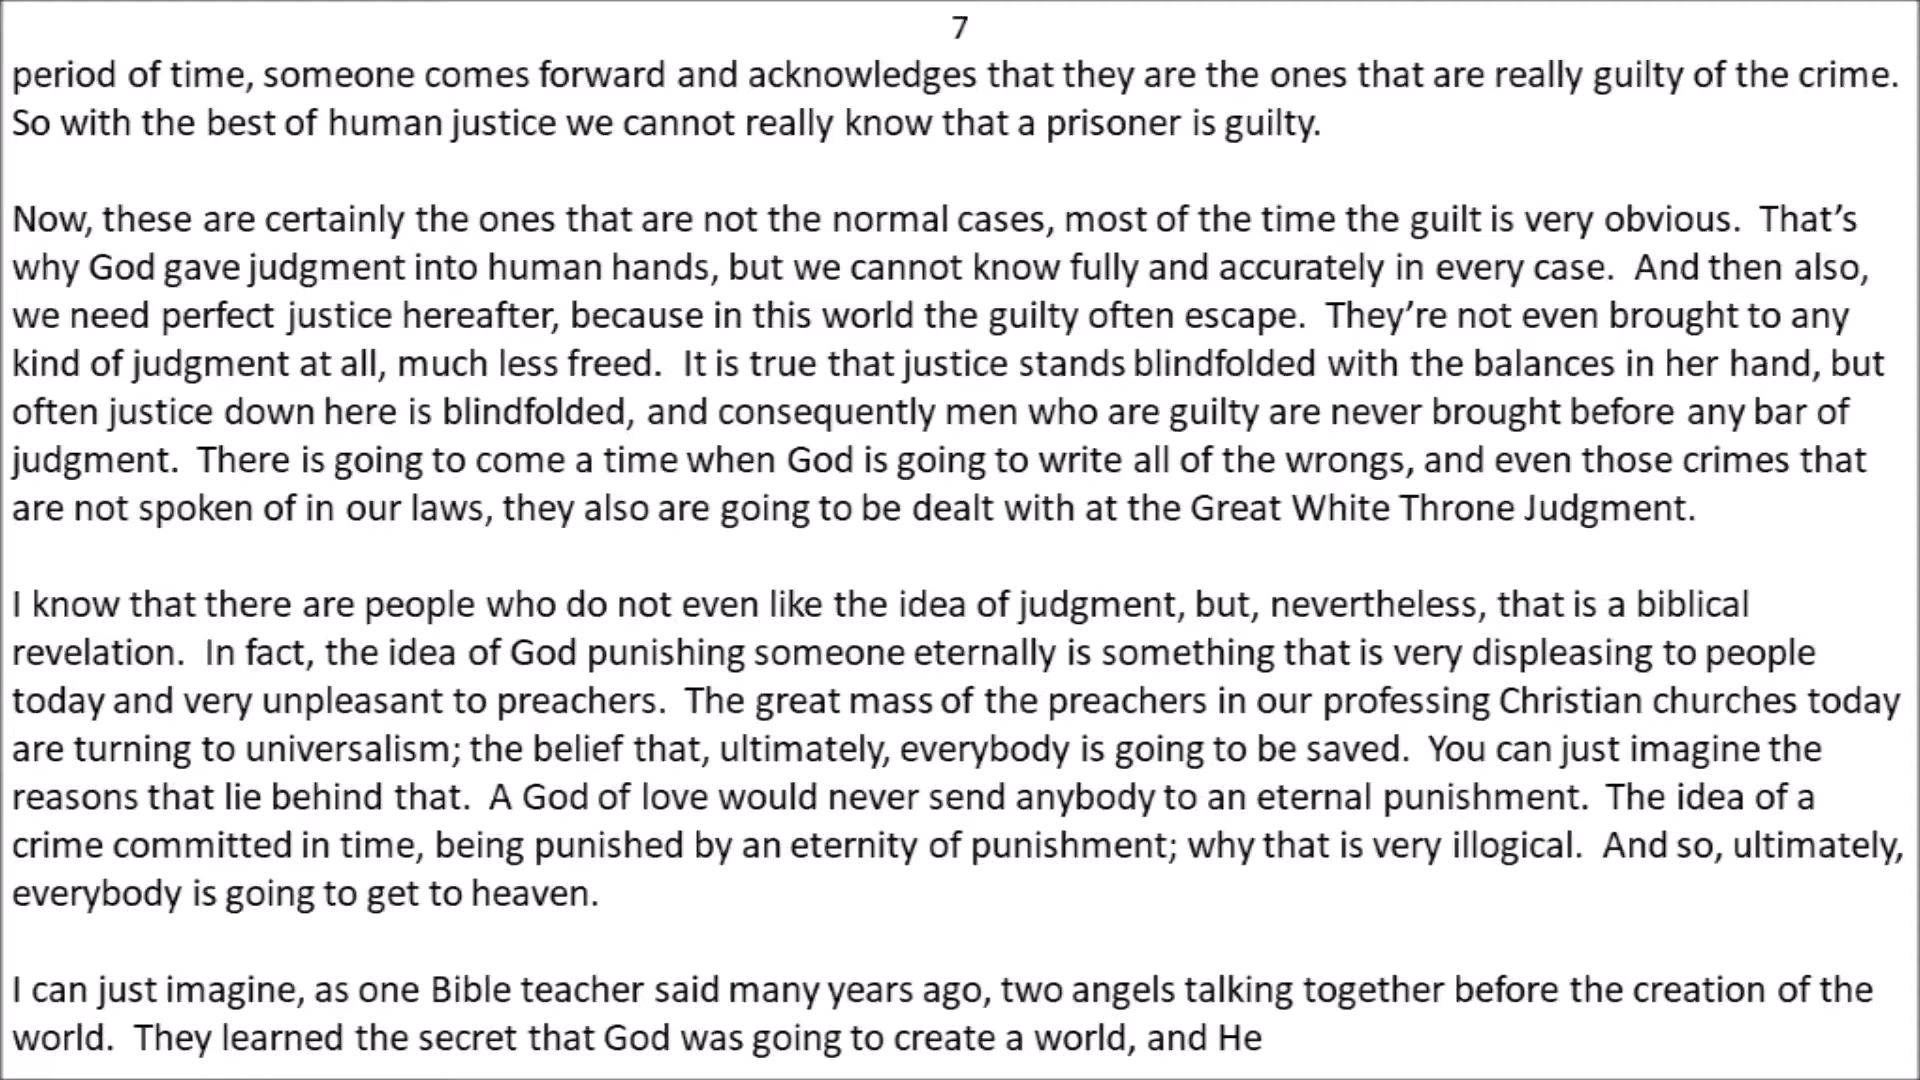 7
period of time, someone comes forward and acknowledges that they are the ones that are really guilty of the crime.
So with the best of human justice we cannot really know that a prisoner is guilty.
Now, these are certainly the ones that are not the normal cases, most of the time the guilt is very obvious.  That’s
why God gave judgment into human hands, but we cannot know fully and accurately in every case.  And then also,
we need perfect justice hereafter, because in this world the guilty often escape.  They’re not even brought to any
kind of judgment at all, much less freed.  It is true that justice stands blindfolded with the balances in her hand, but
often justice down here is blindfolded, and consequently men who are guilty are never brought before any bar of
judgment.  There is going to come a time when God is going to write all of the wrongs, and even those crimes that
are not spoken of in our laws, they also are going to be dealt with at the Great White Throne Judgment.
I know that there are people who do not even like the idea of judgment, but, nevertheless, that is a biblical
revelation.  In fact, the idea of God punishing someone eternally is something that is very displeasing to people
today and very unpleasant to preachers.  The great mass of the preachers in our professing Christian churches today
are turning to universalism; the belief that, ultimately, everybody is going to be saved.  You can just imagine the
reasons that lie behind that.  A God of love would never send anybody to an eternal punishment.  The idea of a
crime committed in time, being punished by an eternity of punishment; why that is very illogical.  And so, ultimately,
everybody is going to get to heaven.
I can just imagine, as one Bible teacher said many years ago, two angels talking together before the creation of the
world.  They learned the secret that God was going to create a world, and He